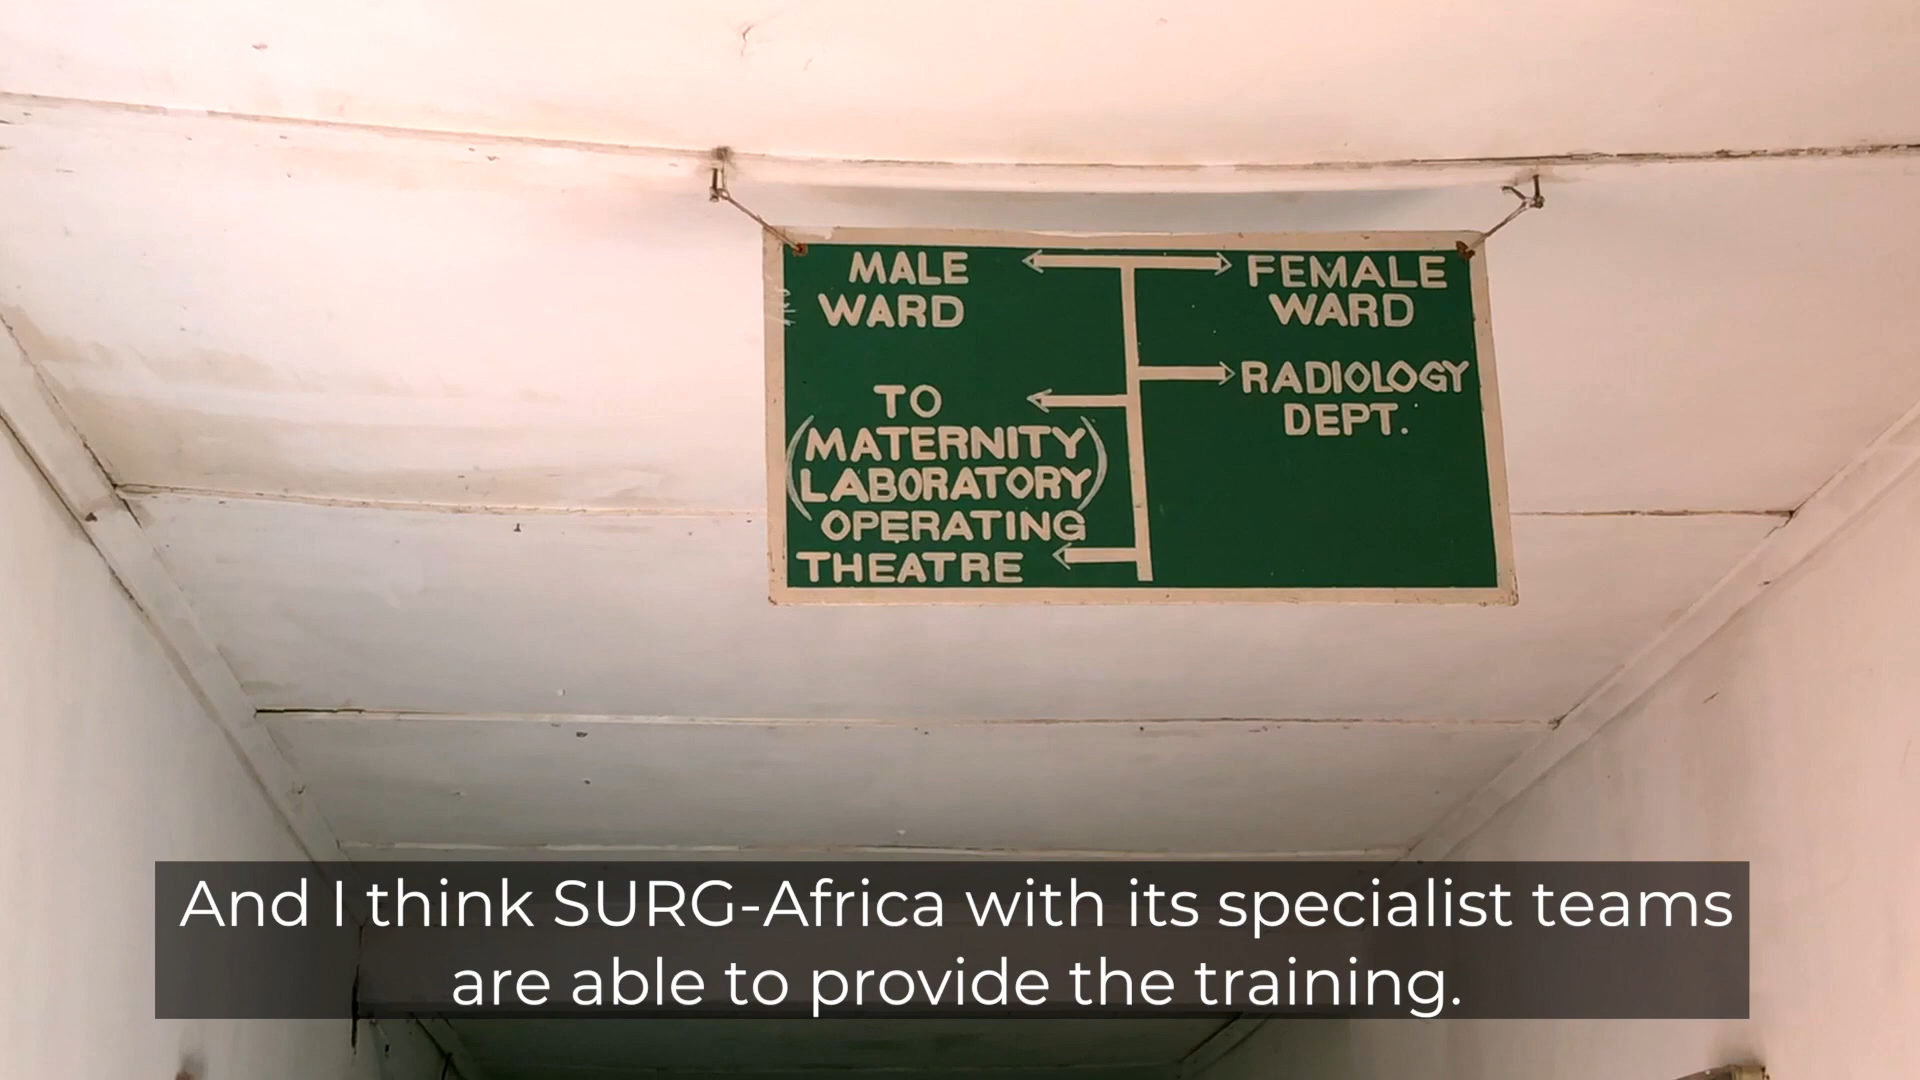 MALE
WARD
FEMALE
WARD
RADIOLOGY
DEPT.
TO
(MATERNITY
LABORATORY)
OPERATING
THEATRE
And I think SURG-Africa with its specialist teams
are able to provide the training.